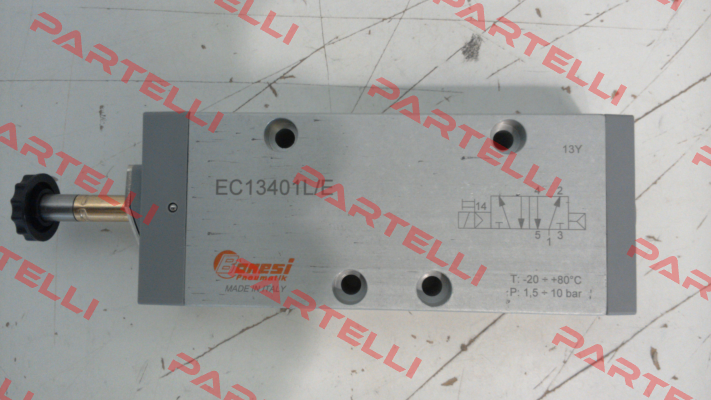 EC13401L/E
13Y
14
4 2
5 3
1
Bonesi
Pneumatik
MADE IN ITALY
T: -20 ÷ +80°C
P: 1,5 ÷ 10 bar
PARTELLI
PARTELLI
PARTELLI
PARTELLI
PARTELLI
PARTELLI
PARTELLI
PARTELLI
PARTELLI